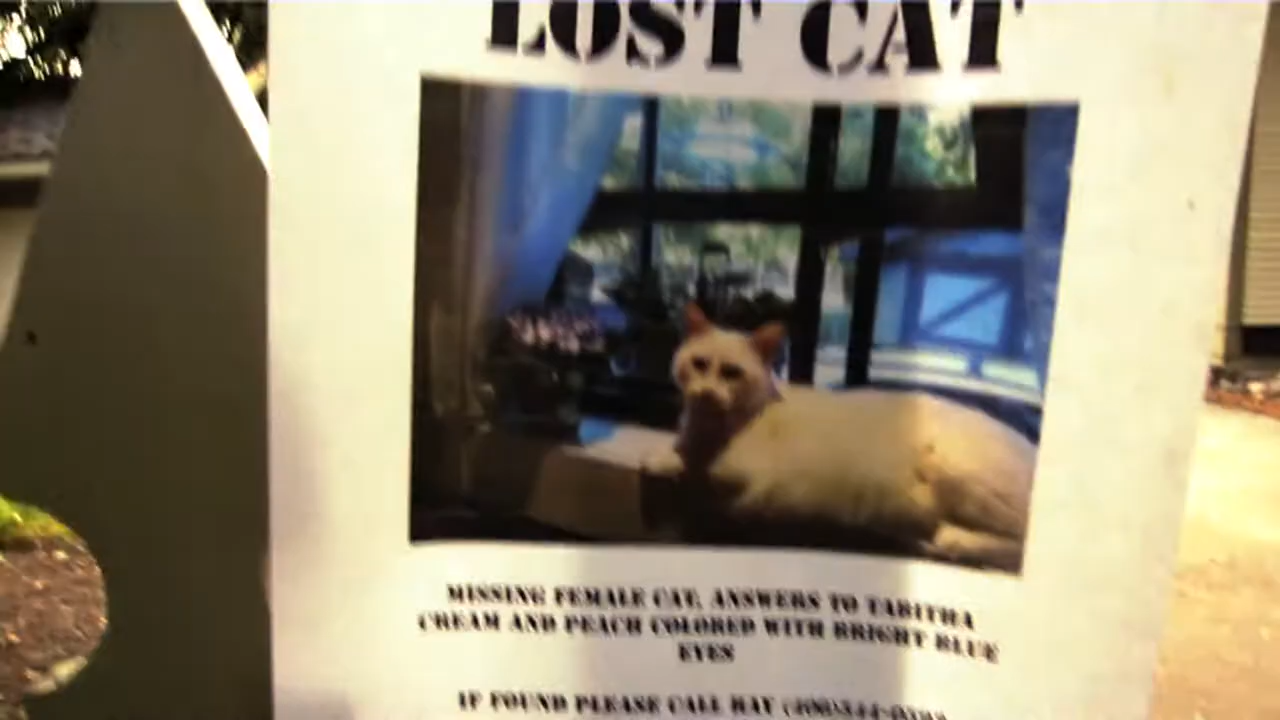 LOST CAT
MISSING FEMALE CAT, ANSWERS TO TABITHA
CREAM AND PEACH COLORED WITH BRIGHT BLUE
EYES
IF FOUND PLEASE CALL RAY